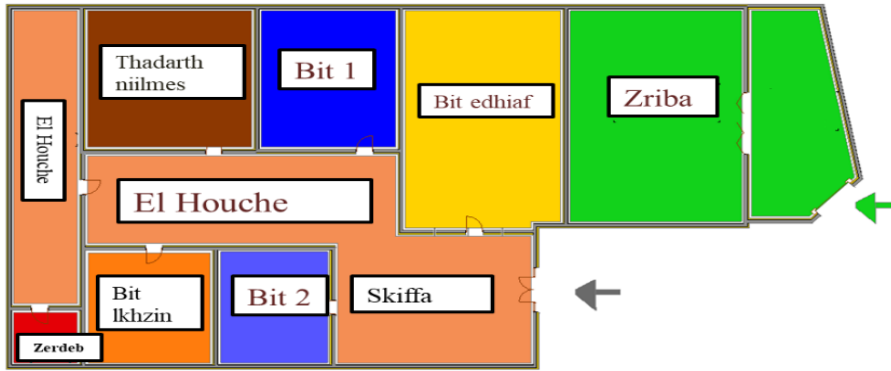 Thadarth
niilmes
Bit 1
Bit edhiaf
Zriba
El Houche
El Houche
Bit
lkhzin
Bit 2
Skiffa
Zerdeb